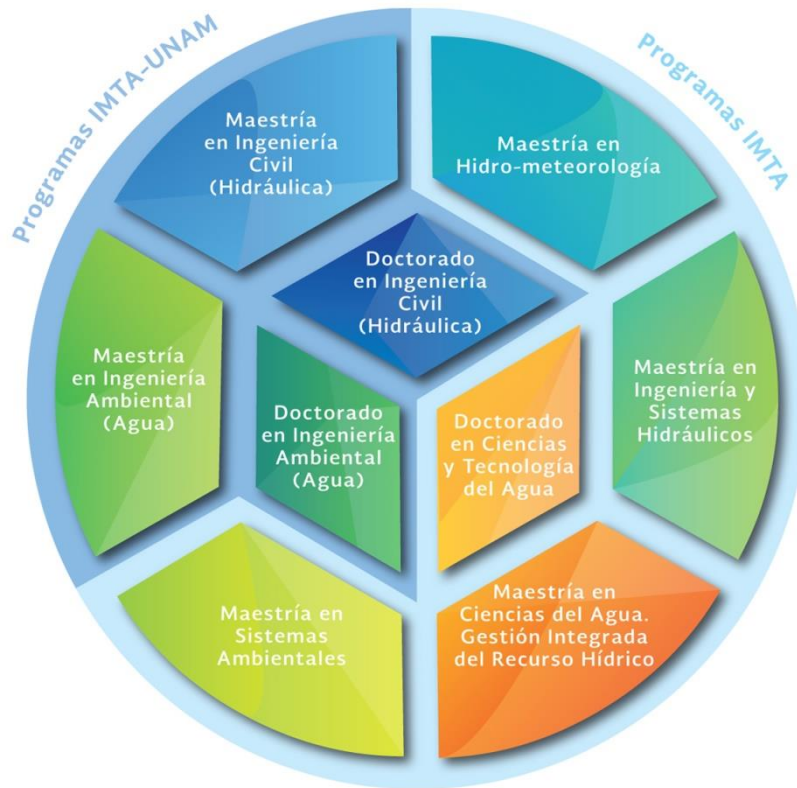 Programas IMTA-UNAM
Programas IMTA
Maestría
en Ingeniería
Civil
(Hidráulica)
Maestría en
Hidro-meteorología
Doctorado
en Ingeniería
Civil
(Hidráulica)
Maestría
en Ingeniería
Ambiental
(Agua)
Doctorado
en Ingeniería
Ambiental
(Agua)
Doctorado
en Ciencias
y Tecnología
del Agua
Maestría en
Ingeniería y
Sistemas
Hidráulicos
Maestría en
Sistemas
Ambientales
Maestría en
Ciencias del Agua.
Gestión Integrada
del Recurso Hídrico